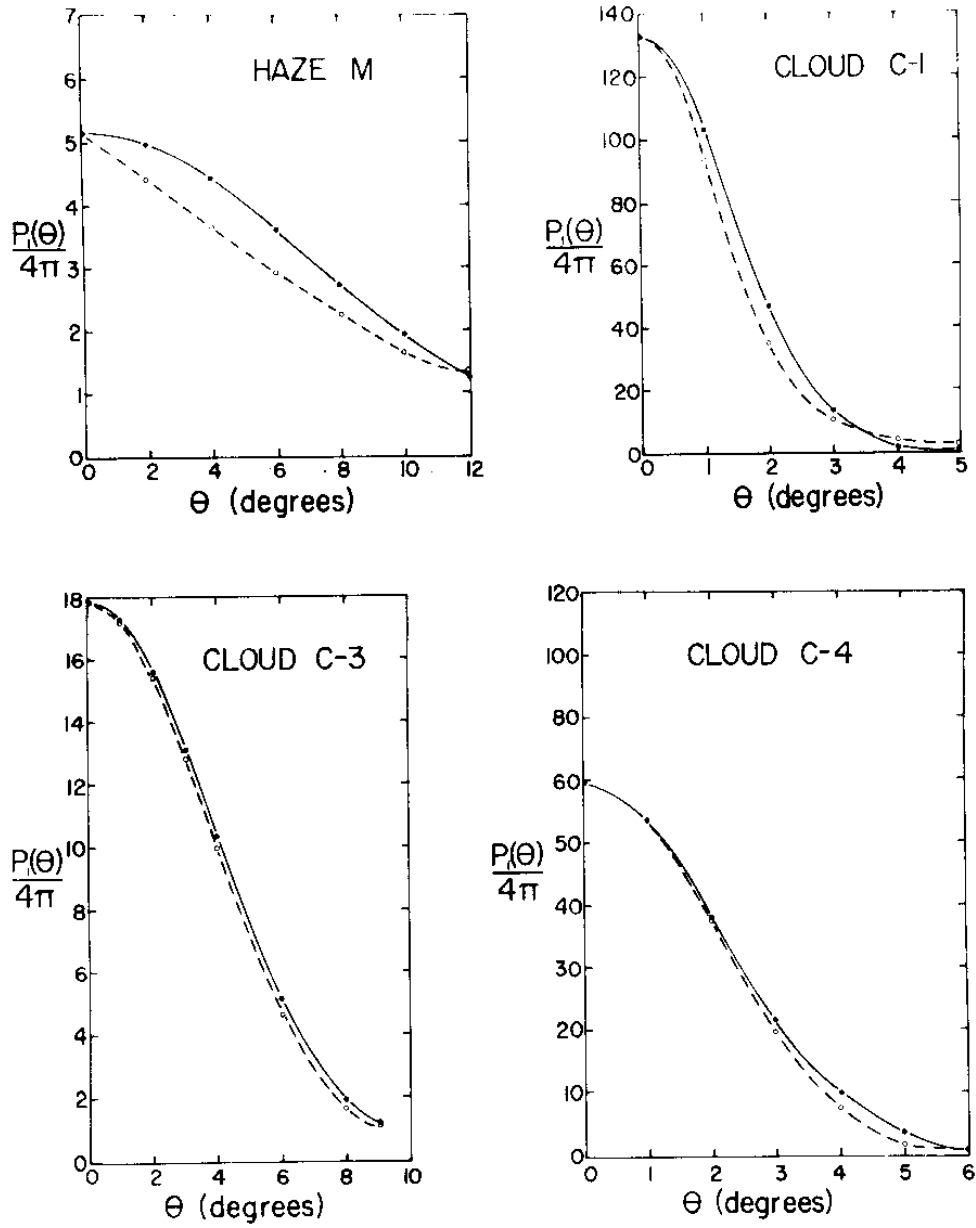 HAZE M
7
6
5
4
3
2
1
0
P₁(θ)
4π
0 2 4 6 8 10 12
θ (degrees)
CLOUD C-1
140
120
100
80
60
40
20
0
P₁(θ)
4π
0 1 2 3 4 5
θ (degrees)
CLOUD C-3
18
16
14
12
10
8
6
4
2
0
P₁(θ)
4π
0 2 4 6 8 10
θ (degrees)
CLOUD C-4
120
100
80
60
50
40
30
20
10
0
P₁(θ)
4π
0 1 2 3 4 5 6
θ (degrees)